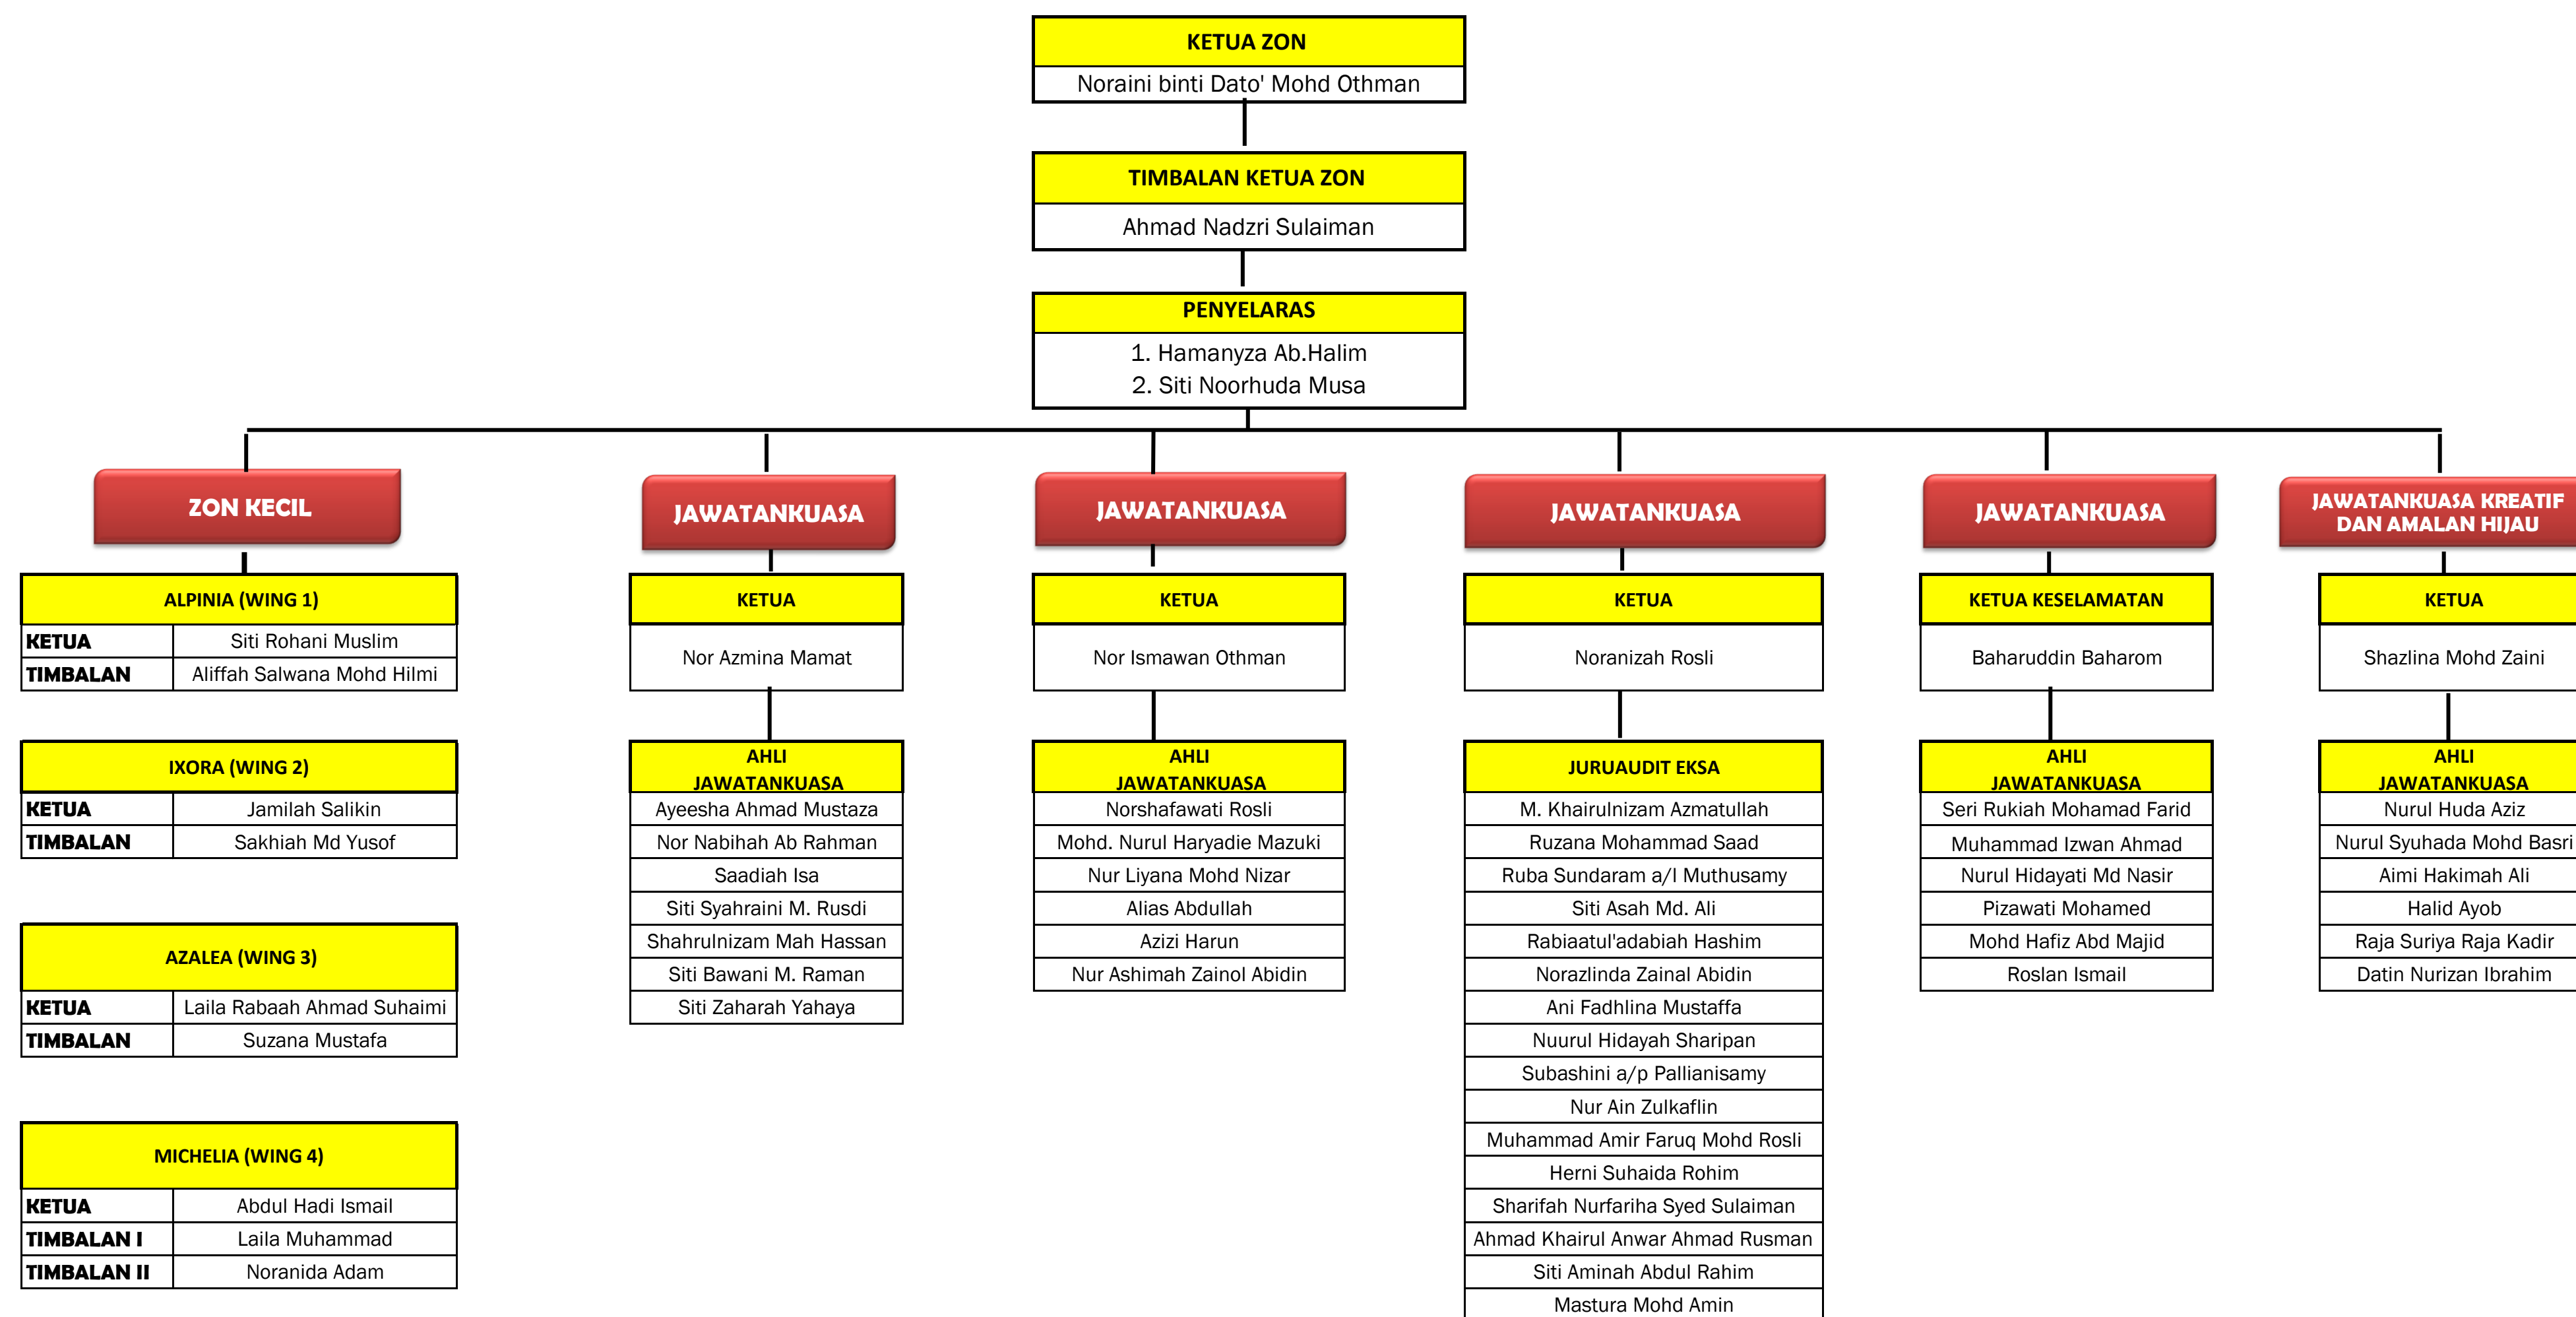 KETUA ZON
Noraini binti Dato' Mohd Othman
TIMBALAN KETUA ZON
Ahmad Nadzri Sulaiman
PENYELARAS
1. Hamanyza Ab.Halim
2. Siti Noorhuda Musa
ZON KECIL
ALPINIA (WING 1)
KETUA Siti Rohani Muslim
TIMBALAN Aliffah Salwana Mohd Hilmi
IXORA (WING 2)
KETUA Jamilah Salikin
TIMBALAN Sakhiah Md Yusof
AZALEA (WING 3)
KETUA Laila Rabaah Ahmad Suhaimi
TIMBALAN Suzana Mustafa
MICHELIA (WING 4)
KETUA Abdul Hadi Ismail
TIMBALAN I Laila Muhammad
TIMBALAN II Noranida Adam
JAWATANKUASA
KETUA
Nor Azmina Mamat
AHLI
JAWATANKUASA
Ayeesha Ahmad Mustaza
Nor Nabihah Ab Rahman
Saadiah Isa
Siti Syahraini M. Rusdi
Shahrulnizam Mah Hassan
Siti Bawani M. Raman
Siti Zaharah Yahaya
JAWATANKUASA
KETUA
Nor Ismawan Othman
AHLI
JAWATANKUASA
Norshafawati Rosli
Mohd. Nurul Haryadie Mazuki
Nur Liyana Mohd Nizar
Alias Abdullah
Azizi Harun
Nur Ashimah Zainol Abidin
JAWATANKUASA
KETUA
Noranizah Rosli
JURUAUDIT EKSA
M. Khairulnizam Azmatullah
Ruzana Mohammad Saad
Ruba Sundaram a/l Muthusamy
Siti Asah Md. Ali
Rabiaatul'adabiah Hashim
Norazlinda Zainal Abidin
Ani Fadhlina Mustaffa
Nuurul Hidayah Sharipan
Subashini a/p Pallianisamy
Nur Ain Zulkaflin
Muhammad Amir Faruq Mohd Rosli
Herni Suhaida Rohim
Sharifah Nurfariha Syed Sulaiman
Ahmad Khairul Anwar Ahmad Rusman
Siti Aminah Abdul Rahim
Mastura Mohd Amin
JAWATANKUASA
KETUA KESELAMATAN
Baharuddin Baharom
AHLI
JAWATANKUASA
Seri Rukiah Mohamad Farid
Muhammad Izwan Ahmad
Nurul Hidayati Md Nasir
Pizawati Mohamed
Mohd Hafiz Abd Majid
Roslan Ismail
JAWATANKUASA KREATIF
DAN AMALAN HIJAU
KETUA
Shazlina Mohd Zaini
AHLI
JAWATANKUASA
Nurul Huda Aziz
Nurul Syuhada Mohd Basri
Aimi Hakimah Ali
Halid Ayob
Raja Suriya Raja Kadir
Datin Nurizan Ibrahim